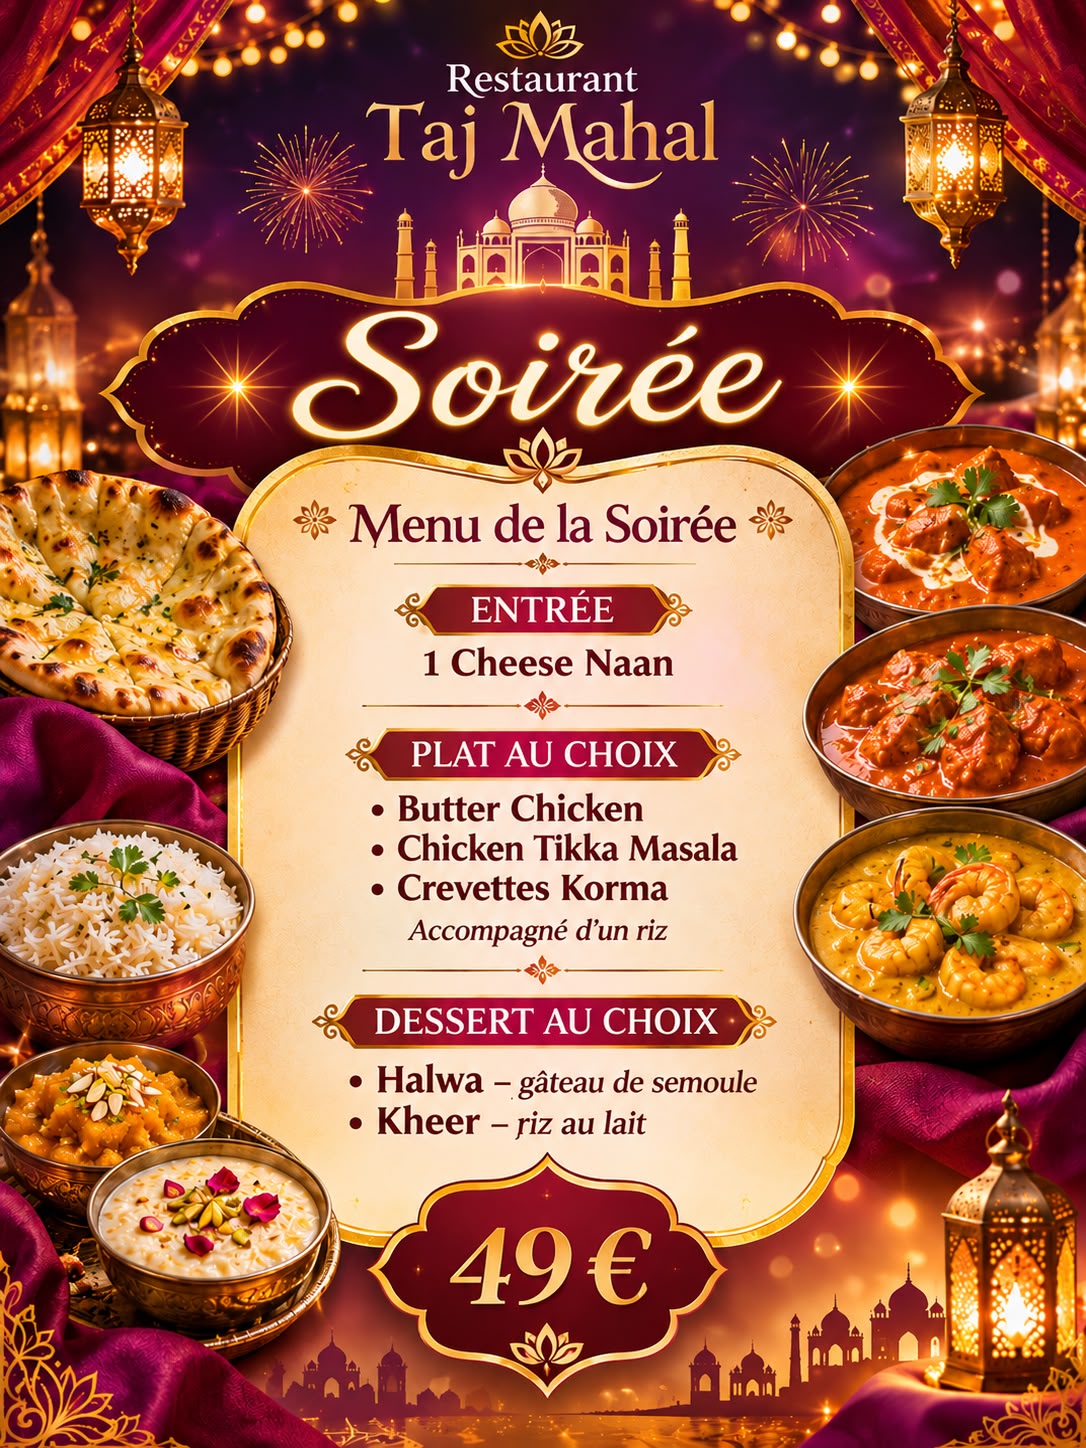 Restaurant
Taj Mahal
Soirée
Menu de la Soirée
ENTRÉE
1 Cheese Naan
PLAT AU CHOIX
• Butter Chicken
• Chicken Tikka Masala
• Crevettes Korma
Accompagné d'un riz
DESSERT AU CHOIX
• Halwa – gâteau de semoule
• Kheer – riz au lait
49 €